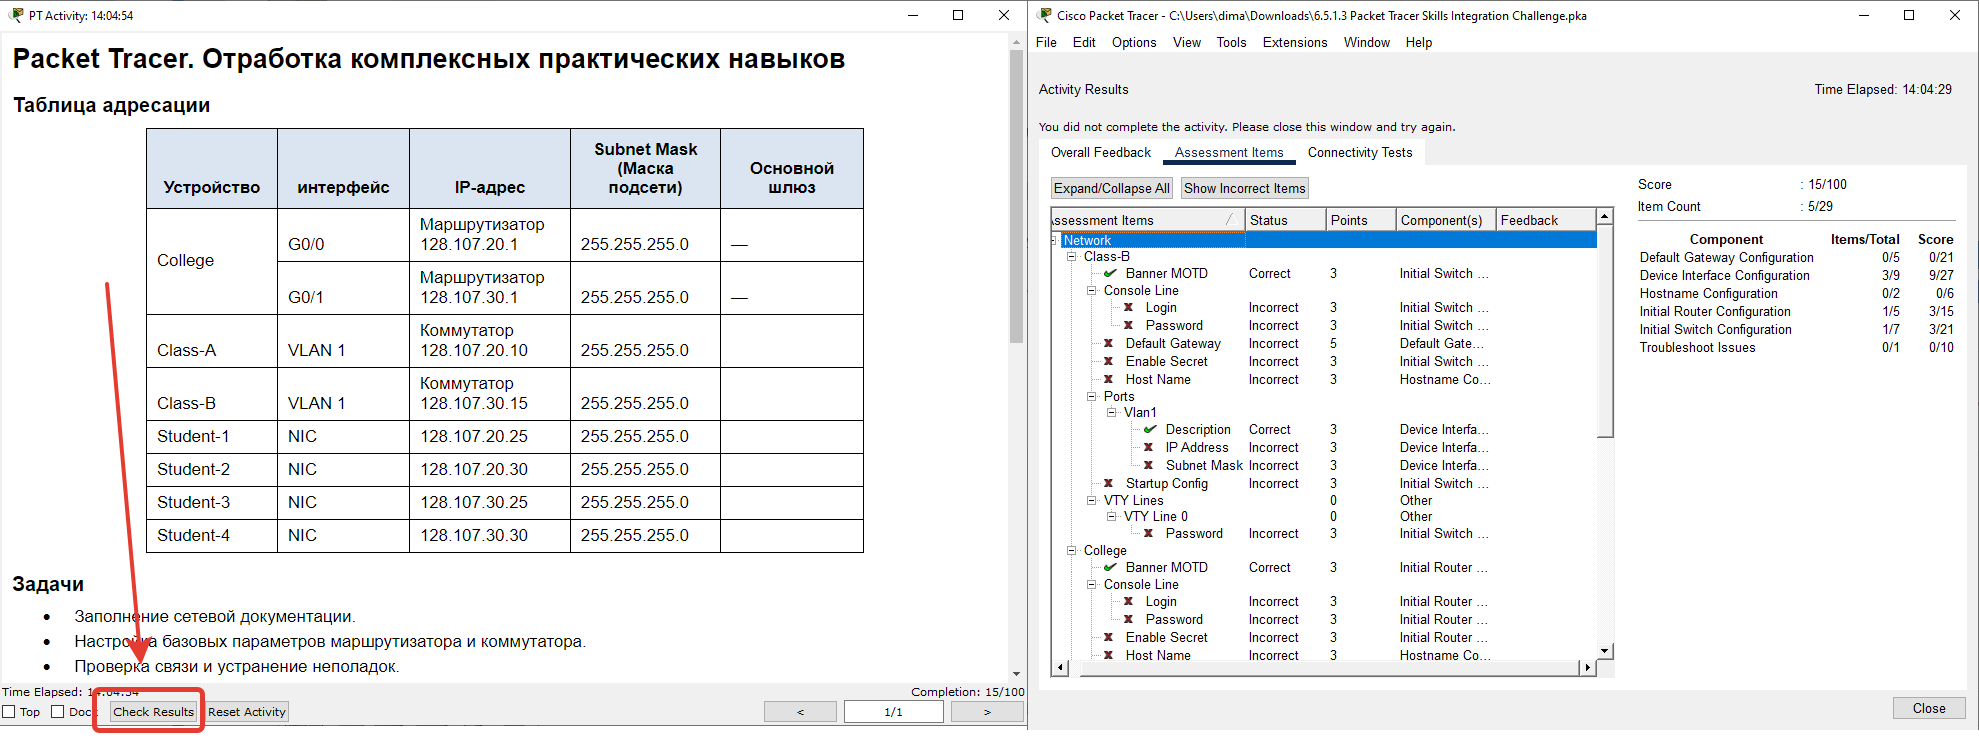 PT Activity: 14:04:54
Packet Tracer. Отработка комплексных практических навыков
Таблица адресации
Устройство интерфейс IP-адрес Subnet Mask (Маска подсети) Основной шлюз
College G0/0 Маршрутизатор 128.107.20.1 255.255.255.0 —
G0/1 Маршрутизатор 128.107.30.1 255.255.255.0 —
Class-A VLAN 1 Коммутатор 128.107.20.10 255.255.255.0
Class-B VLAN 1 Коммутатор 128.107.30.15 255.255.255.0
Student-1 NIC 128.107.20.25 255.255.255.0
Student-2 NIC 128.107.20.30 255.255.255.0
Student-3 NIC 128.107.30.25 255.255.255.0
Student-4 NIC 128.107.30.30 255.255.255.0
Задачи
• Заполнение сетевой документации.
• Настройка базовых параметров маршрутизатора и коммутатора.
• Проверка связи и устранение неполадок.
Time Elapsed: 14:04:54 Completion: 15/100
Top Dock Check Results Reset Activity < 1/1 >
Cisco Packet Tracer - C:\Users\dima\Downloads\6.5.1.3 Packet Tracer Skills Integration Challenge.pka
File Edit Options View Tools Extensions Window Help
Activity Results Time Elapsed: 14:04:29
You did not complete the activity. Please close this window and try again.
Overall Feedback Assessment Items Connectivity Tests
Expand/Collapse All Show Incorrect Items
Assessment Items Status Points Component(s) Feedback
Network
Class-B
Banner MOTD Correct 3 Initial Switch ...
Console Line
Login Incorrect 3 Initial Switch ...
Password Incorrect 3 Initial Switch ...
Default Gateway Incorrect 5 Default Gate...
Enable Secret Incorrect 3 Initial Switch ...
Host Name Incorrect 3 Hostname Co...
Ports
Vlan1
Description Correct 3 Device Interfa...
IP Address Incorrect 3 Device Interfa...
Subnet Mask Incorrect 3 Device Interfa...
Startup Config Incorrect 3 Initial Switch ...
VTY Lines 0 Other
VTY Line 0 0 Other
Password Incorrect 3 Initial Switch ...
College
Banner MOTD Correct 3 Initial Router ...
Console Line
Login Incorrect 3 Initial Router ...
Password Incorrect 3 Initial Router ...
Enable Secret Incorrect 3 Initial Router ...
Host Name Incorrect 3 Hostname Co...
Score : 15/100
Item Count : 5/29
Component Items/Total Score
Default Gateway Configuration 0/5 0/21
Device Interface Configuration 3/9 9/27
Hostname Configuration 0/2 0/6
Initial Router Configuration 1/5 3/15
Initial Switch Configuration 1/7 3/21
Troubleshoot Issues 0/1 0/10
Close